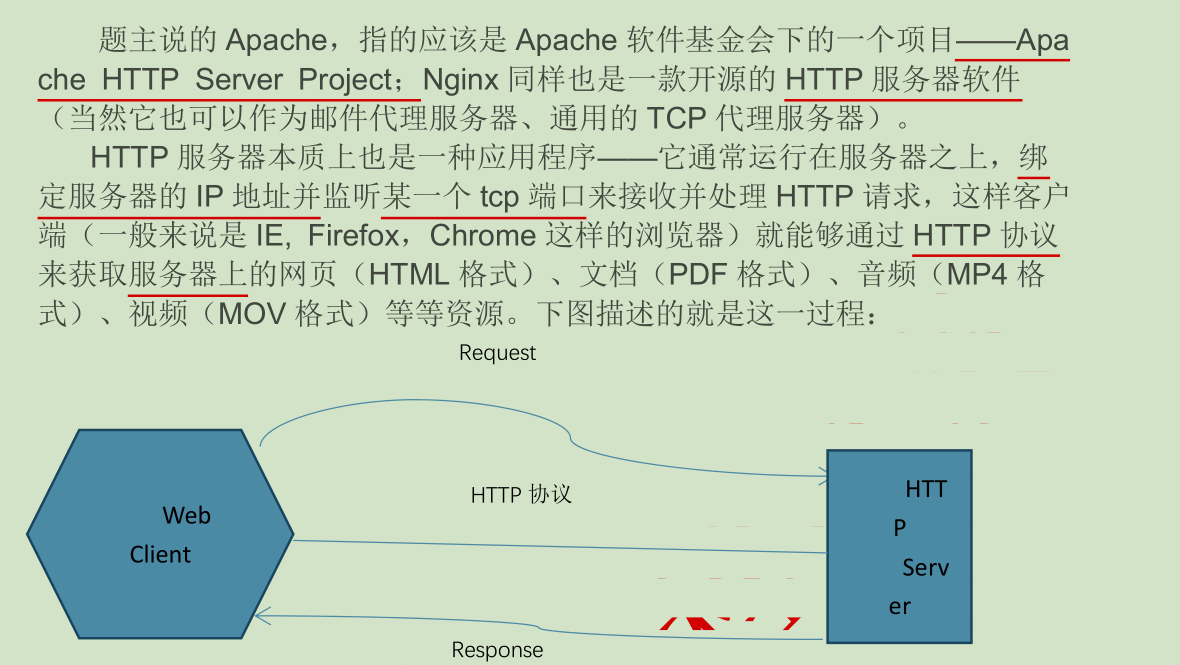 题主说的 Apache，指的应该是 Apache 软件基金会下的一个项目——Apa
che HTTP Server Project；Nginx 同样也是一款开源的 HTTP 服务器软件
（当然它也可以作为邮件代理服务器、通用的 TCP 代理服务器）。
HTTP 服务器本质上也是一种应用程序——它通常运行在服务器之上，绑
定服务器的 IP 地址并监听某一个 tcp 端口来接收并处理 HTTP 请求，这样客户
端（一般来说是 IE, Firefox，Chrome 这样的浏览器）就能够通过 HTTP 协议
来获取服务器上的网页（HTML 格式）、文档（PDF 格式）、音频（MP4 格
式）、视频（MOV 格式）等等资源。下图描述的就是这一过程：
Request
HTTP 协议
Web
Client
HTT
P
Serv
er
Response